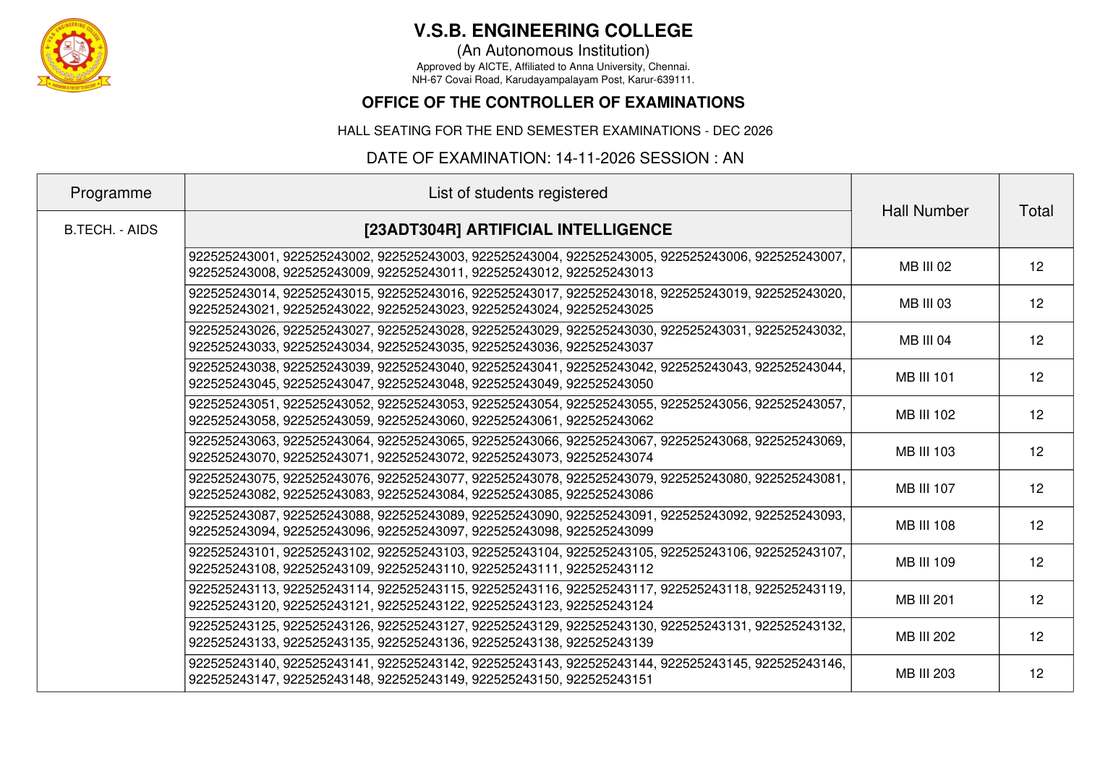 V.S.B. ENGINEERING COLLEGE
(An Autonomous Institution)
Approved by AICTE, Affiliated to Anna University, Chennai.
NH-67 Covai Road, Karudayampalayam Post, Karur-639111.
OFFICE OF THE CONTROLLER OF EXAMINATIONS
HALL SEATING FOR THE END SEMESTER EXAMINATIONS - DEC 2026
DATE OF EXAMINATION: 14-11-2026 SESSION : AN
Programme
List of students registered
Hall Number
Total
B.TECH. - AIDS
[23ADT304R] ARTIFICIAL INTELLIGENCE
922525243001, 922525243002, 922525243003, 922525243004, 922525243005, 922525243006, 922525243007,
922525243008, 922525243009, 922525243011, 922525243012, 922525243013
MB III 02
12
922525243014, 922525243015, 922525243016, 922525243017, 922525243018, 922525243019, 922525243020,
922525243021, 922525243022, 922525243023, 922525243024, 922525243025
MB III 03
12
922525243026, 922525243027, 922525243028, 922525243029, 922525243030, 922525243031, 922525243032,
922525243033, 922525243034, 922525243035, 922525243036, 922525243037
MB III 04
12
922525243038, 922525243039, 922525243040, 922525243041, 922525243042, 922525243043, 922525243044,
922525243045, 922525243047, 922525243048, 922525243049, 922525243050
MB III 101
12
922525243051, 922525243052, 922525243053, 922525243054, 922525243055, 922525243056, 922525243057,
922525243058, 922525243059, 922525243060, 922525243061, 922525243062
MB III 102
12
922525243063, 922525243064, 922525243065, 922525243066, 922525243067, 922525243068, 922525243069,
922525243070, 922525243071, 922525243072, 922525243073, 922525243074
MB III 103
12
922525243075, 922525243076, 922525243077, 922525243078, 922525243079, 922525243080, 922525243081,
922525243082, 922525243083, 922525243084, 922525243085, 922525243086
MB III 107
12
922525243087, 922525243088, 922525243089, 922525243090, 922525243091, 922525243092, 922525243093,
922525243094, 922525243096, 922525243097, 922525243098, 922525243099
MB III 108
12
922525243101, 922525243102, 922525243103, 922525243104, 922525243105, 922525243106, 922525243107,
922525243108, 922525243109, 922525243110, 922525243111, 922525243112
MB III 109
12
922525243113, 922525243114, 922525243115, 922525243116, 922525243117, 922525243118, 922525243119,
922525243120, 922525243121, 922525243122, 922525243123, 922525243124
MB III 201
12
922525243125, 922525243126, 922525243127, 922525243129, 922525243130, 922525243131, 922525243132,
922525243133, 922525243135, 922525243136, 922525243138, 922525243139
MB III 202
12
922525243140, 922525243141, 922525243142, 922525243143, 922525243144, 922525243145, 922525243146,
922525243147, 922525243148, 922525243149, 922525243150, 922525243151
MB III 203
12